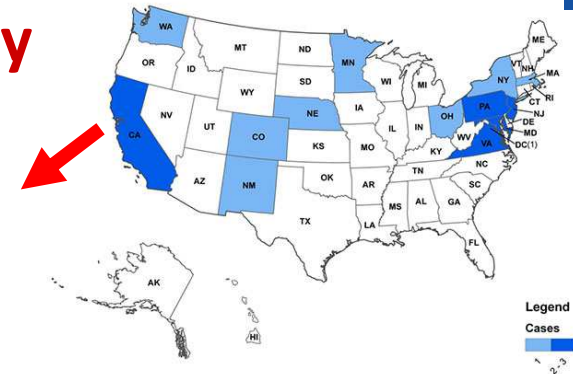 y
WA
OR
ID
MT
ND
MN
WI
MI
ME
VT
NH
MA
NY
RI
CT
NJ
SD
WY
NE
IA
PA
OH
DE
MD
DC(1)
CA
NV
UT
CO
KS
MO
IL
IN
WV
VA
KY
NC
TN
SC
AZ
NM
OK
AR
MS
AL
GA
LA
TX
FL
AK
HI
Legend
Cases
1
2-3